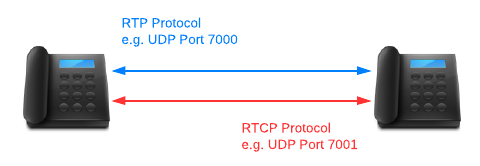 RTP Protocol
e.g. UDP Port 7000
RTCP Protocol
e.g. UDP Port 7001